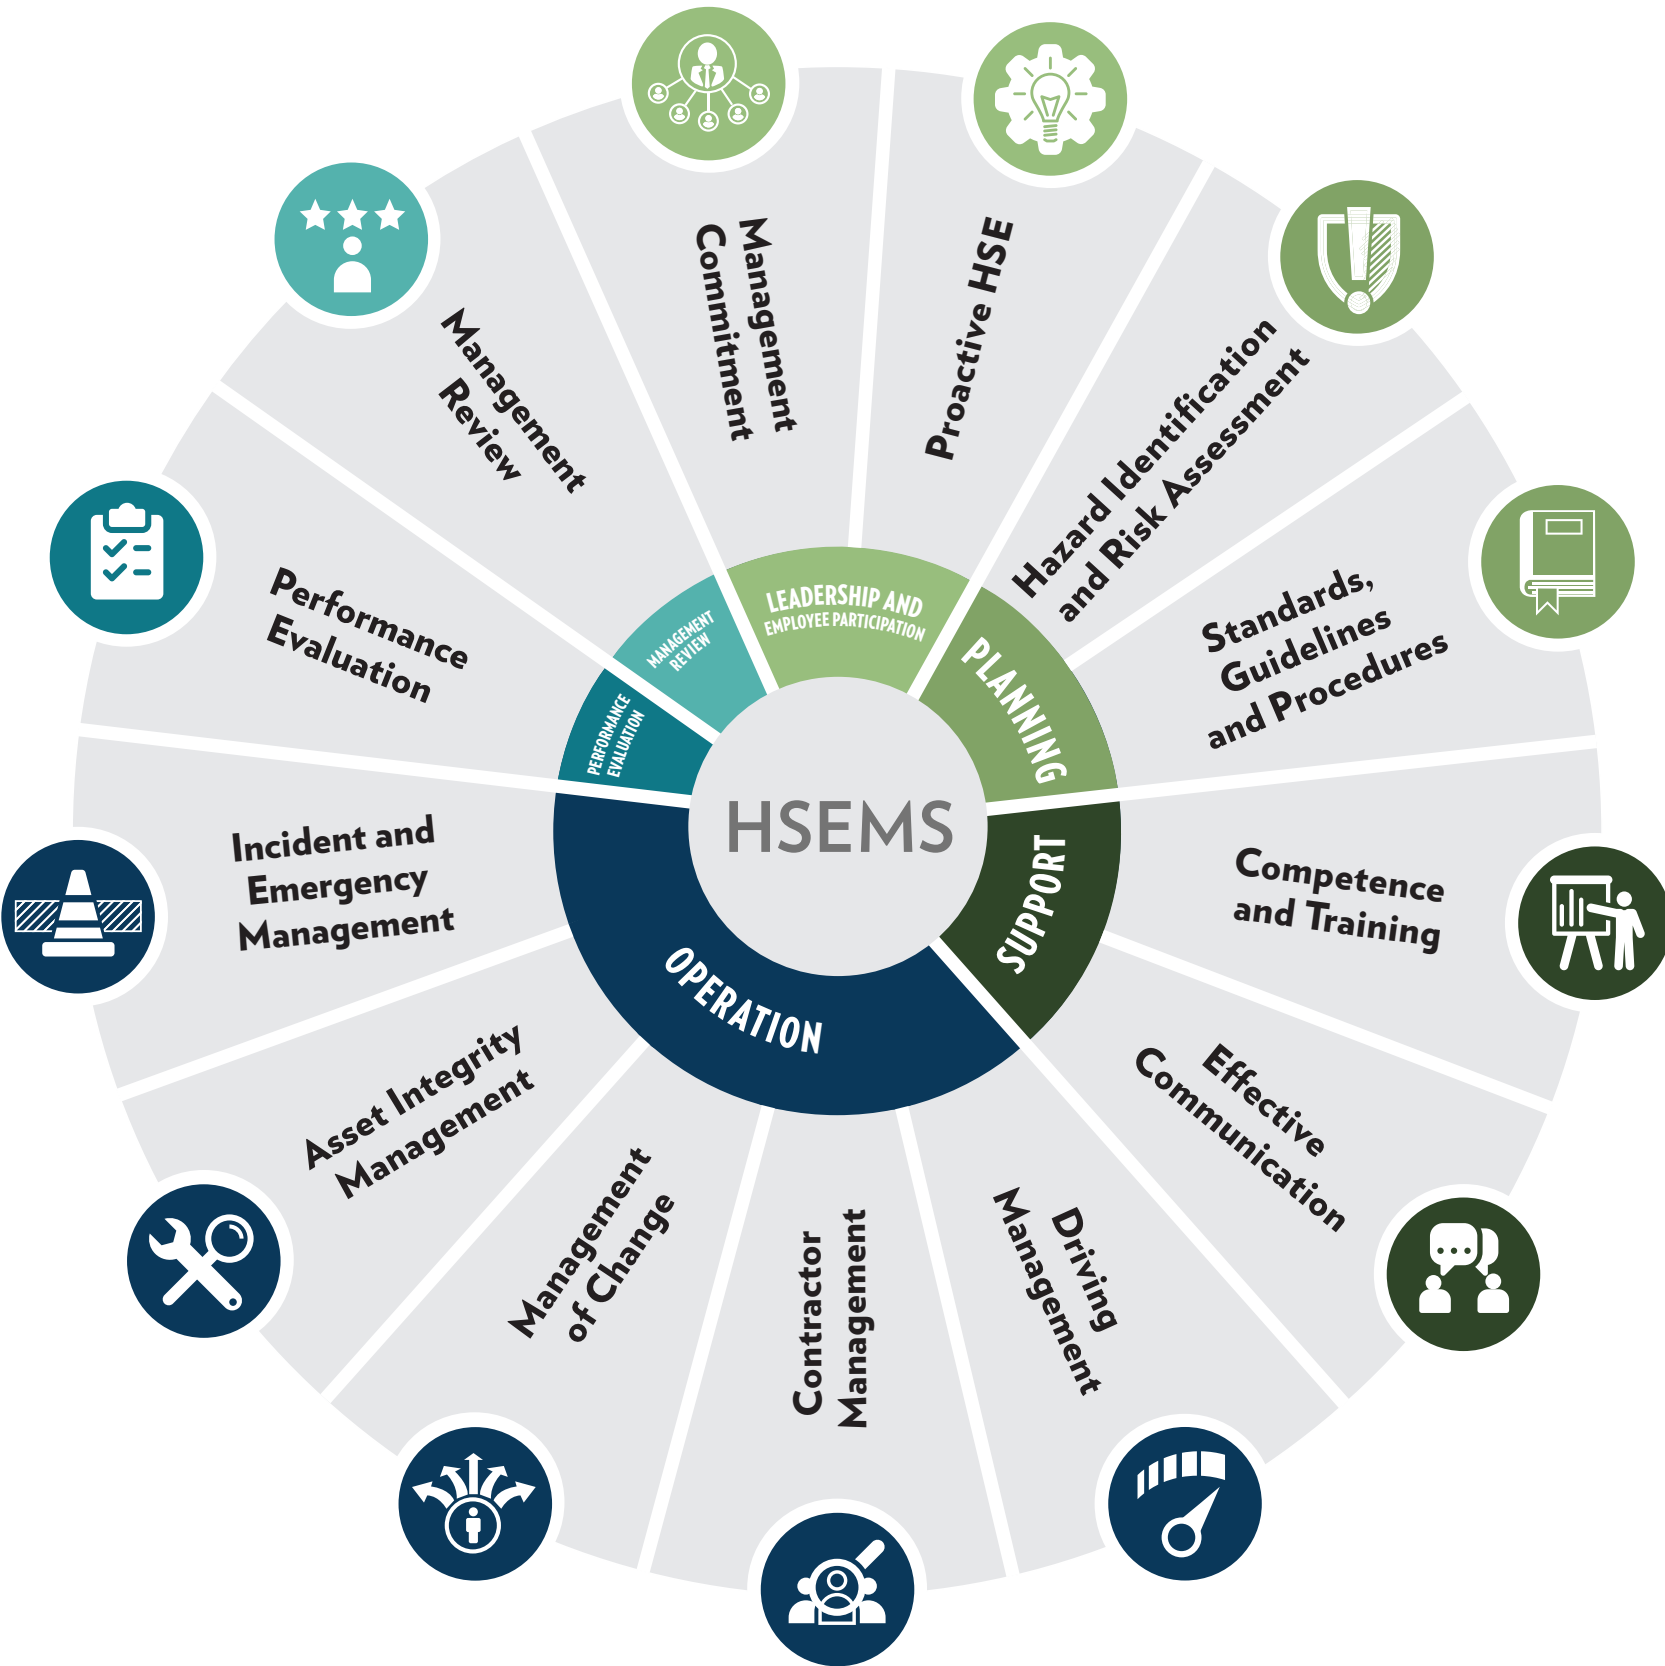 HSEMS
LEADERSHIP AND
EMPLOYEE PARTICIPATION
PLANNING
SUPPORT
OPERATION
PERFORMANCE
EVALUATION
MANAGEMENT
REVIEW
Management
Commitment
Proactive HSE
Hazard Identification
and Risk Assessment
Standards,
Guidelines
and Procedures
Competence
and Training
Effective
Communication
Driving
Management
Contractor
Management
Management
of Change
Asset Integrity
Management
Incident and
Emergency
Management
Performance
Evaluation
Management
Review